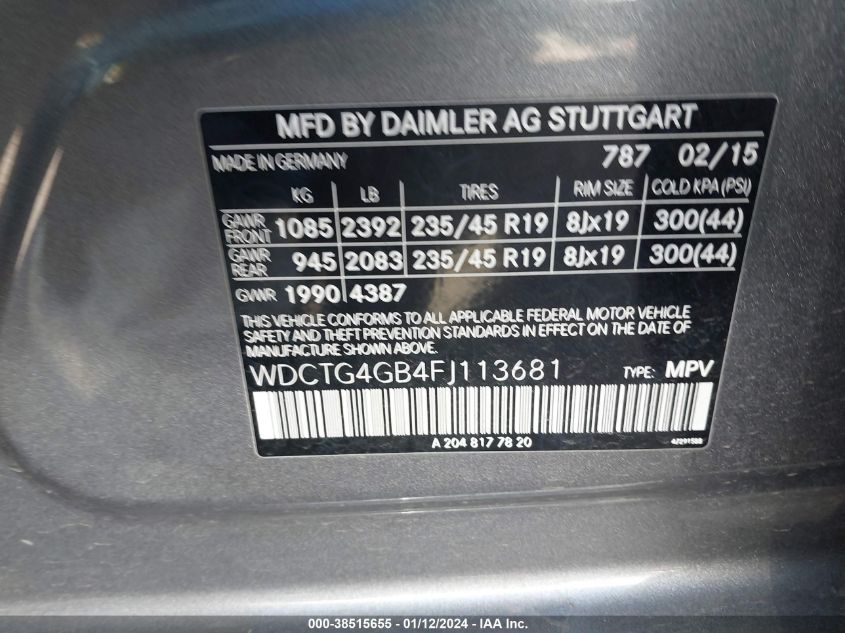 MFD BY DAIMLER AG STUTTGART
MADE IN GERMANY 787 02/15
KG LB TIRES RIM SIZE COLD KPA (PSI)
GAWR FRONT 1085 2392 235/45 R19 8Jx19 300(44)
GAWR REAR 945 2083 235/45 R19 8Jx19 300(44)
GVWR 1990 4387
THIS VEHICLE CONFORMS TO ALL APPLICABLE FEDERAL MOTOR VEHICLE
SAFETY AND THEFT PREVENTION STANDARDS IN EFFECT ON THE DATE OF
MANUFACTURE SHOWN ABOVE.
WDCTG4GB4FJ113681 TYPE: MPV
A 204 817 78 20
000-38515655 - 01/12/2024 - IAA Inc.